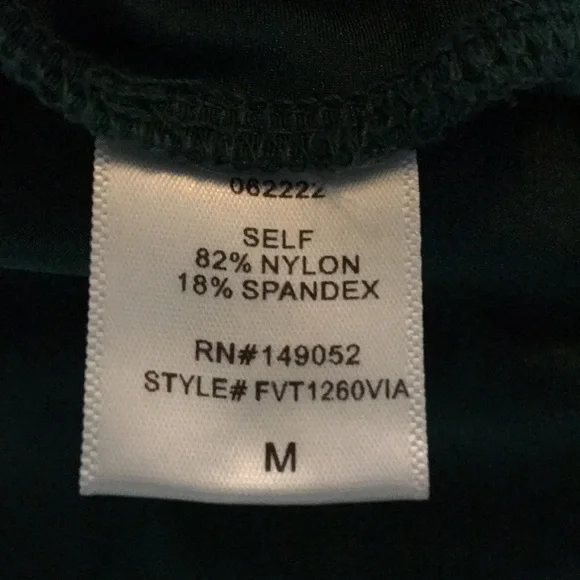 062222
SELF
82% NYLON
18% SPANDEX
RN#149052
STYLE# FVT1260VIA
M